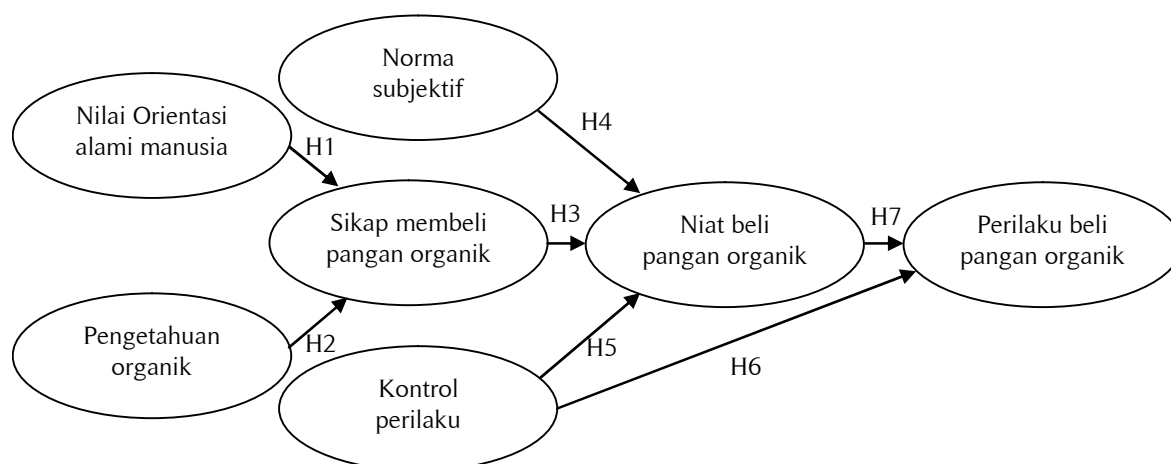 Norma
subjektif
Nilai Orientasi
alami manusia
H1
H4
Sikap membeli
pangan organik
H3
Niat beli
pangan organik
H7
Perilaku beli
pangan organik
Pengetahuan
organik
H2
Kontrol
perilaku
H5
H6